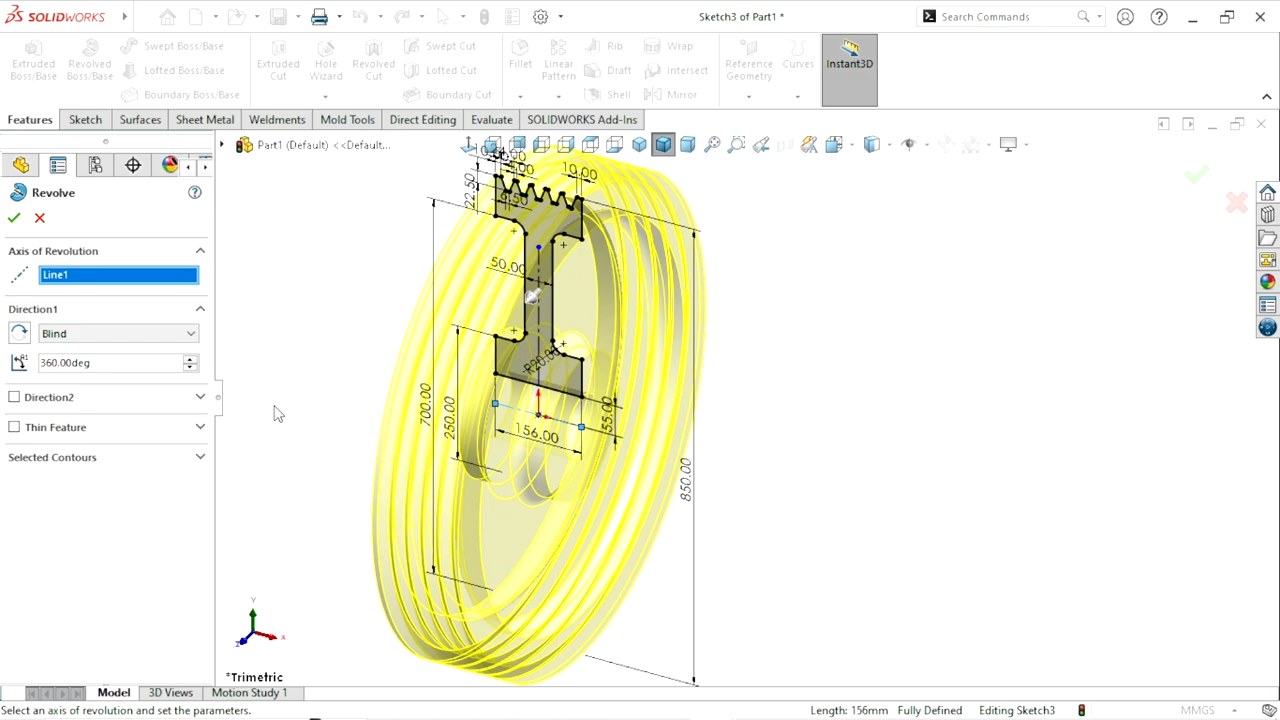 SOLIDWORKS
Sketch3 of Part1 *
Search Commands
Extruded Boss/Base
Revolved Boss/Base
Swept Boss/Base
Lofted Boss/Base
Boundary Boss/Base
Extruded Cut
Hole Wizard
Revolved Cut
Swept Cut
Lofted Cut
Boundary Cut
Fillet
Linear Pattern
Rib
Draft
Shell
Wrap
Intersect
Mirror
Reference Geometry
Curves
Instant3D
Features
Sketch
Surfaces
Sheet Metal
Weldments
Mold Tools
Direct Editing
Evaluate
SOLIDWORKS Add-Ins
Part1 (Default) <<Default...
Revolve
Axis of Revolution
Line1
Direction1
Blind
360.00deg
Direction2
Thin Feature
Selected Contours
10.00
22.50
50.00
R20.00
700.00
250.00
156.00
55.00
850.00
Y
X
Z
*Trimetric
Model
3D Views
Motion Study 1
Select an axis of revolution and set the parameters.
Length: 156mm
Fully Defined
Editing Sketch3
MMGS